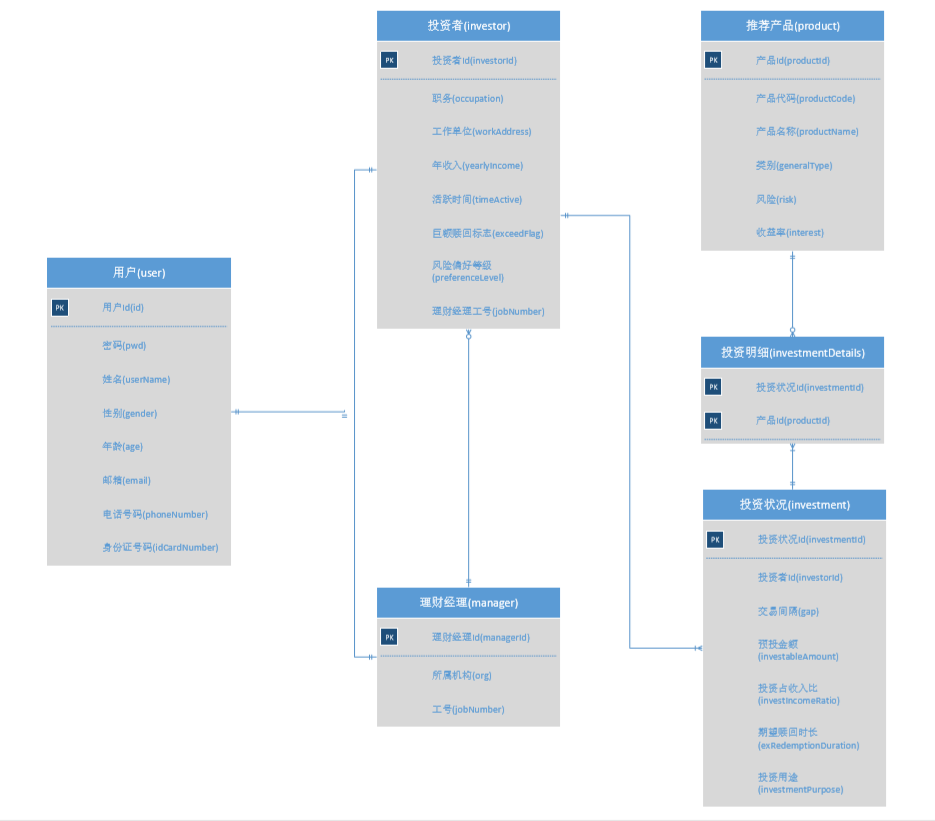 投资者(investor)
PK
投资者Id(investorId)
职务(occupation)
工作单位(workAddress)
年收入(yearlyIncome)
活跃时间(timeActive)
巨额赎回标志(exceedFlag)
风险偏好等级
(preferenceLevel)
理财经理工号(jobNumber)
推荐产品(product)
PK
产品Id(productId)
产品代码(productCode)
产品名称(productName)
类别(generalType)
风险(risk)
收益率(interest)
用户(user)
PK
用户Id(id)
密码(pwd)
姓名(userName)
性别(gender)
年龄(age)
邮箱(email)
电话号码(phoneNumber)
身份证号码(idCardNumber)
投资明细(investmentDetails)
PK
投资状况Id(investmentId)
PK
产品Id(productId)
投资状况(investment)
PK
投资状况Id(investmentId)
投资者Id(investorId)
交易间隔(gap)
预投金额
(investableAmount)
投资占收入比
(investIncomeRatio)
期望赎回时长
(exRedemptionDuration)
投资用途
(investmentPurpose)
理财经理(manager)
PK
理财经理Id(managerId)
所属机构(org)
工号(jobNumber)